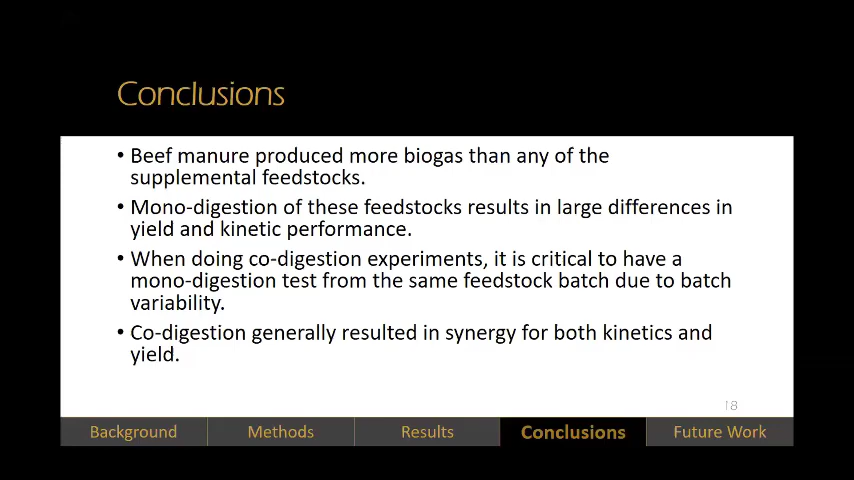 Conclusions
• Beef manure produced more biogas than any of the
supplemental feedstocks.
• Mono-digestion of these feedstocks results in large differences in
yield and kinetic performance.
• When doing co-digestion experiments, it is critical to have a
mono-digestion test from the same feedstock batch due to batch
variability.
• Co-digestion generally resulted in synergy for both kinetics and
yield.
18
Background Methods Results Conclusions Future Work